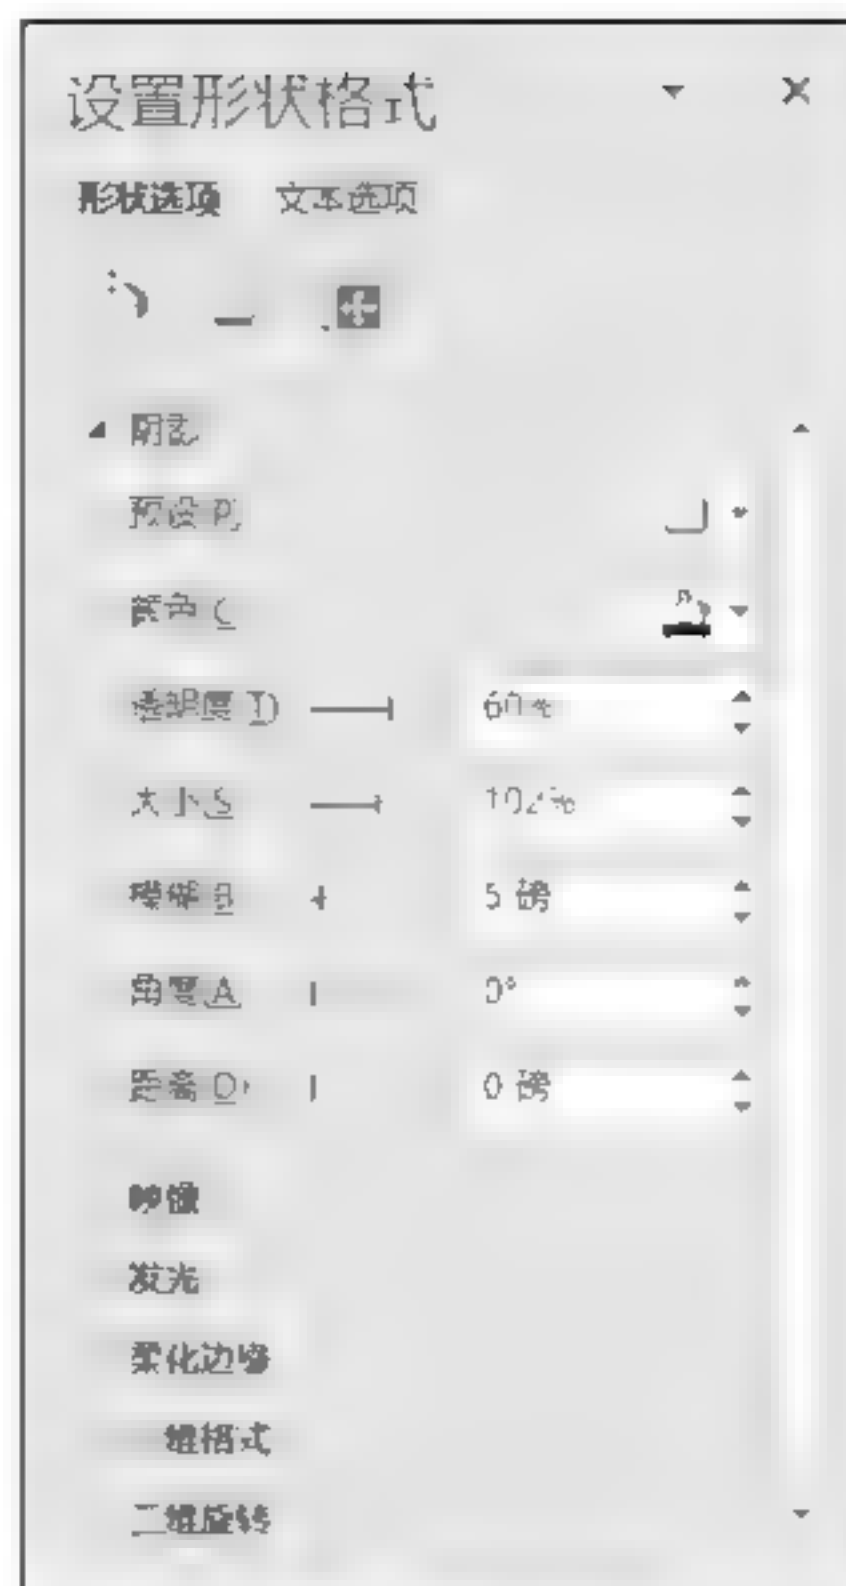 设置形状格式
形状选项 文本选项
阴影
预设(P)
颜色(C)
透明度(T) 60%
大小(S) 102%
模糊(B) 5 磅
角度(A) 0°
距离(D) 0 磅
映像
发光
柔化边缘
三维格式
三维旋转